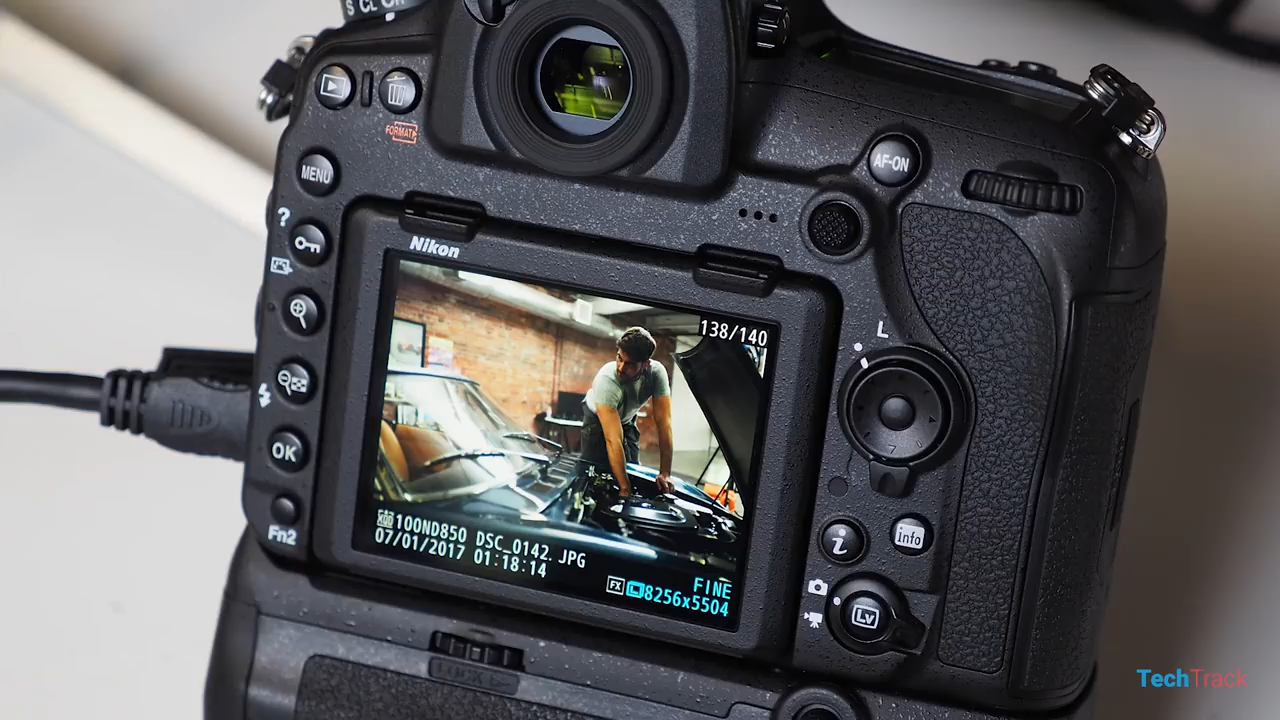 S CL CH
FORMAT
MENU
?
Nikon
AF-ON
138/140
L
OK
Fn2
100ND850 DSC_0142.JPG
07/01/2017 01:18:14
FINE
FX L 8256x5504
i
info
Lv
TechTrack